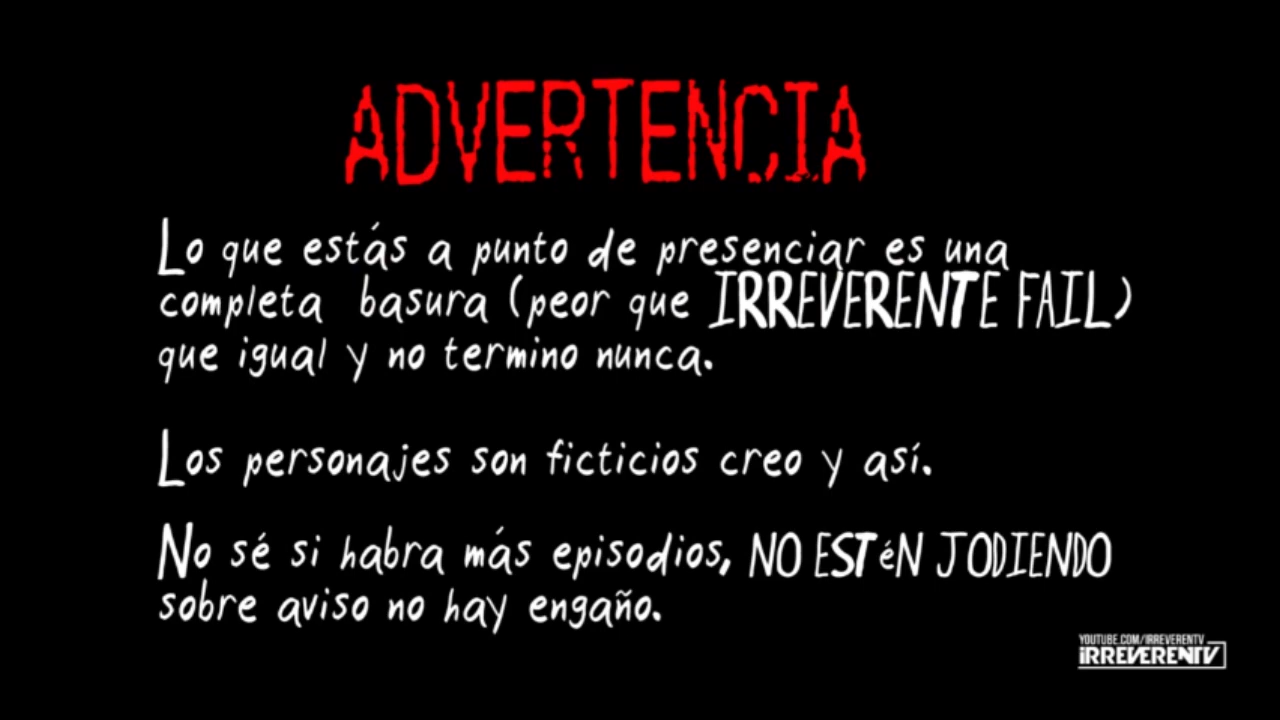 ADVERTENCIA
Lo que estás a punto de presenciar es una
completa basura (peor que IRREVERENTE FAIL)
que igual y no termino nunca.
Los personajes son ficticios creo y así.
No sé si habra más episodios, NO ESTéN JODIENDO
sobre aviso no hay engaño.
YOUTUBE.COM/IRREVERENTV
iRREVERENTV